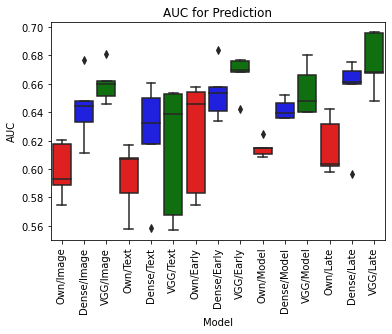 AUC for Prediction
0.70
0.68
0.66
0.64
0.62
0.60
0.58
0.56
AUC
Own/Image
Dense/Image
VGG/Image
Own/Text
Dense/Text
VGG/Text
Own/Early
Dense/Early
VGG/Early
Own/Model
Dense/Model
VGG/Model
Own/Late
Dense/Late
VGG/Late
Model